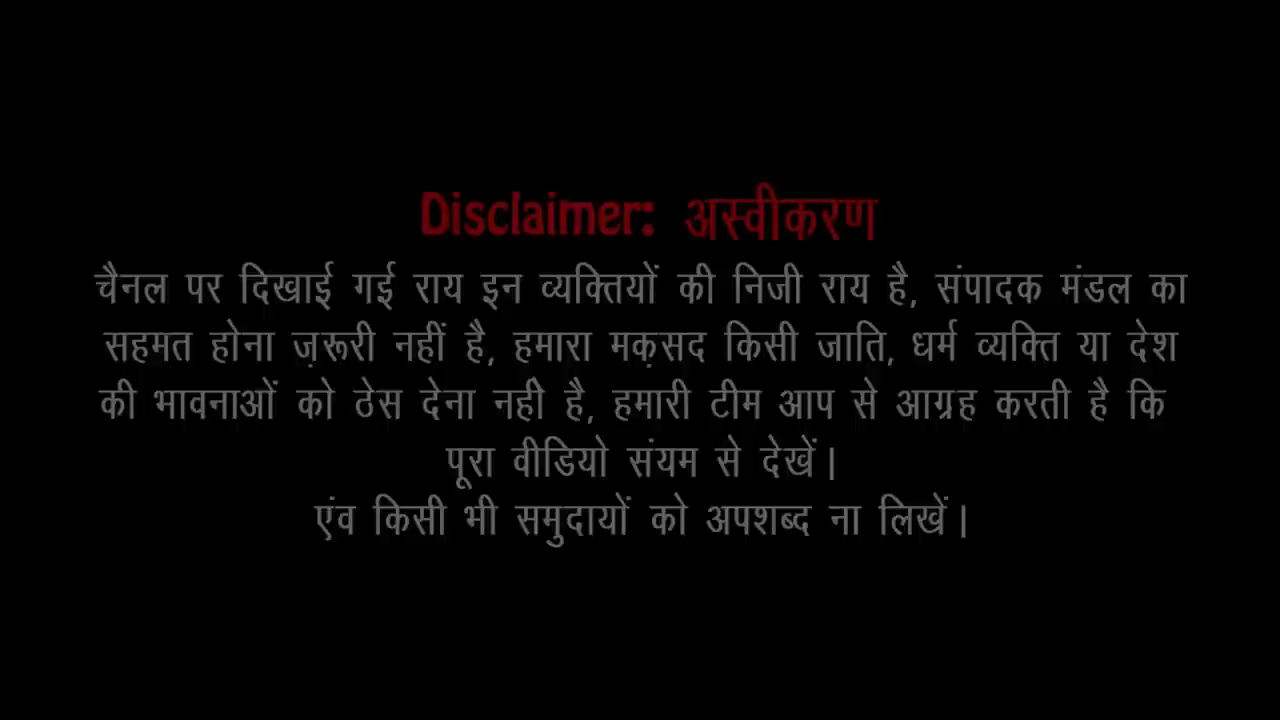 Disclaimer: अस्वीकरण
चैनल पर दिखाई गई राय इन व्यक्तियों की निजी राय है, संपादक मंडल का
सहमत होना ज़रूरी नहीं है, हमारा मक़सद किसी जाति, धर्म व्यक्ति या देश
की भावनाओं को ठेस देना नही है, हमारी टीम आप से आग्रह करती है कि
पूरा वीडियो संयम से देखें।
एंव किसी भी समुदायों को अपशब्द ना लिखें।